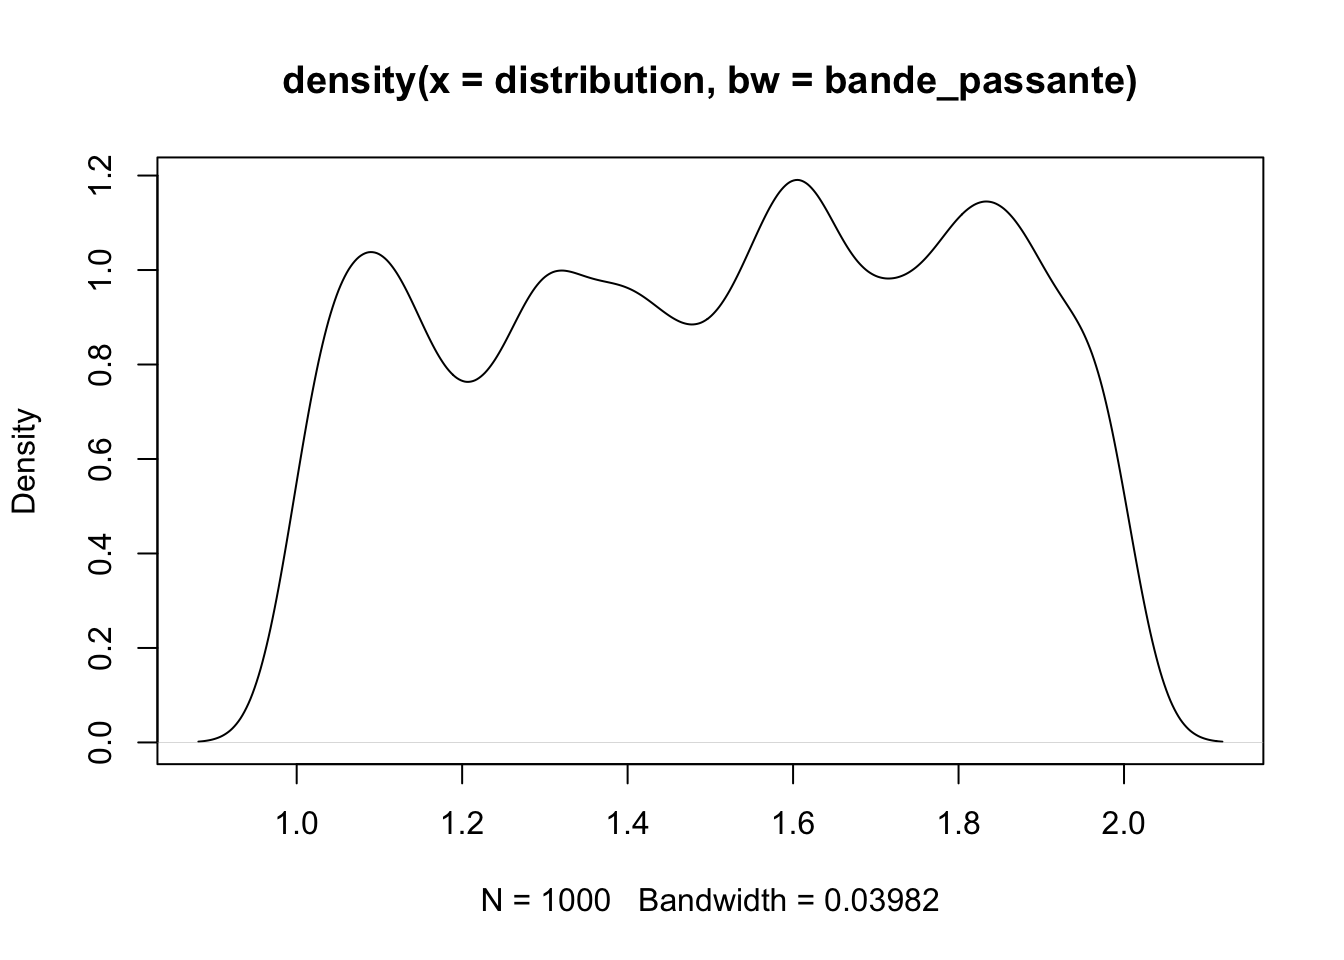 density(x = distribution, bw = bande_passante)
1.2
1.0
0.8
0.6
0.4
0.2
0.0
Density
1.0 1.2 1.4 1.6 1.8 2.0
N = 1000 Bandwidth = 0.03982